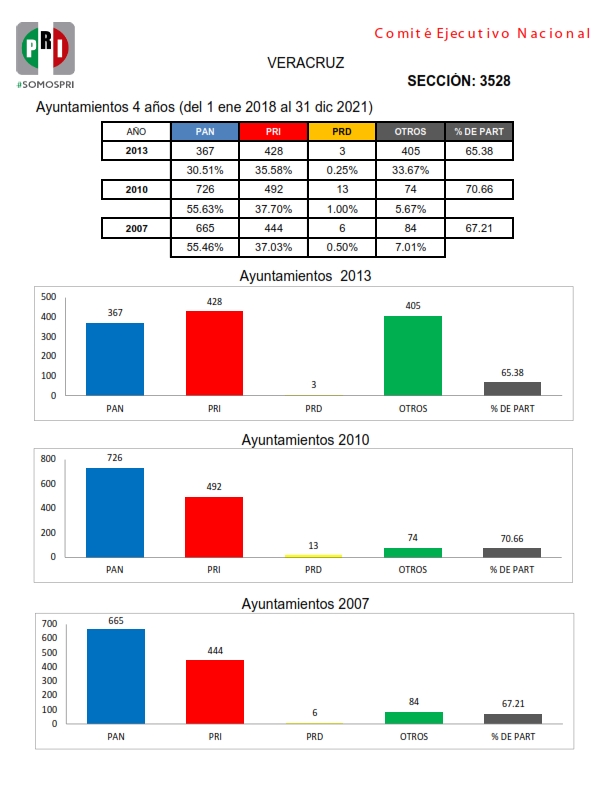 Comité Ejecutivo Nacional
PRI
#SOMOSPRI
VERACRUZ
SECCIÓN: 3528
Ayuntamientos 4 años (del 1 ene 2018 al 31 dic 2021)
AÑO PAN PRI PRD OTROS % DE PART
2013 367 428 3 405 65.38
30.51% 35.58% 0.25% 33.67%
2010 726 492 13 74 70.66
55.63% 37.70% 1.00% 5.67%
2007 665 444 6 84 67.21
55.46% 37.03% 0.50% 7.01%
Ayuntamientos 2013
500
400
300
200
100
0
367 428 3 405 65.38
PAN PRI PRD OTROS % DE PART
Ayuntamientos 2010
800
600
400
200
0
726 492 13 74 70.66
PAN PRI PRD OTROS % DE PART
Ayuntamientos 2007
700
600
500
400
300
200
100
0
665 444 6 84 67.21
PAN PRI PRD OTROS % DE PART